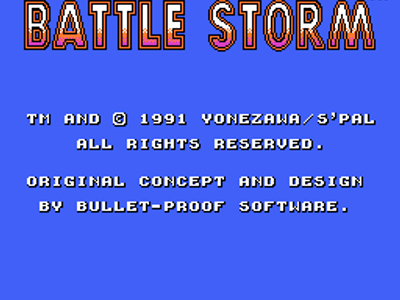 BATTLE STORM
TM AND © 1991 YONEZAWA/S'PAL
ALL RIGHTS RESERVED.
ORIGINAL CONCEPT AND DESIGN
BY BULLET-PROOF SOFTWARE.